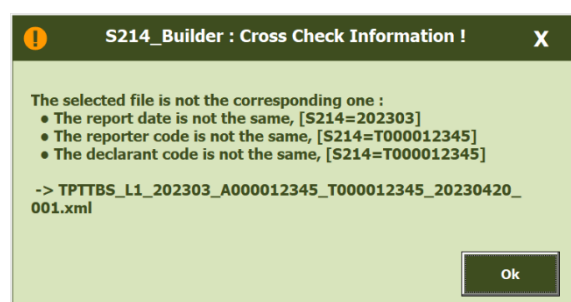 S214_Builder : Cross Check Information !
X
The selected file is not the corresponding one :
● The report date is not the same, [S214=202303]
● The reporter code is not the same, [S214=T000012345]
● The declarant code is not the same, [S214=T000012345]
-> TPTTBS_L1_202303_A000012345_T000012345_20230420_
001.xml
Ok